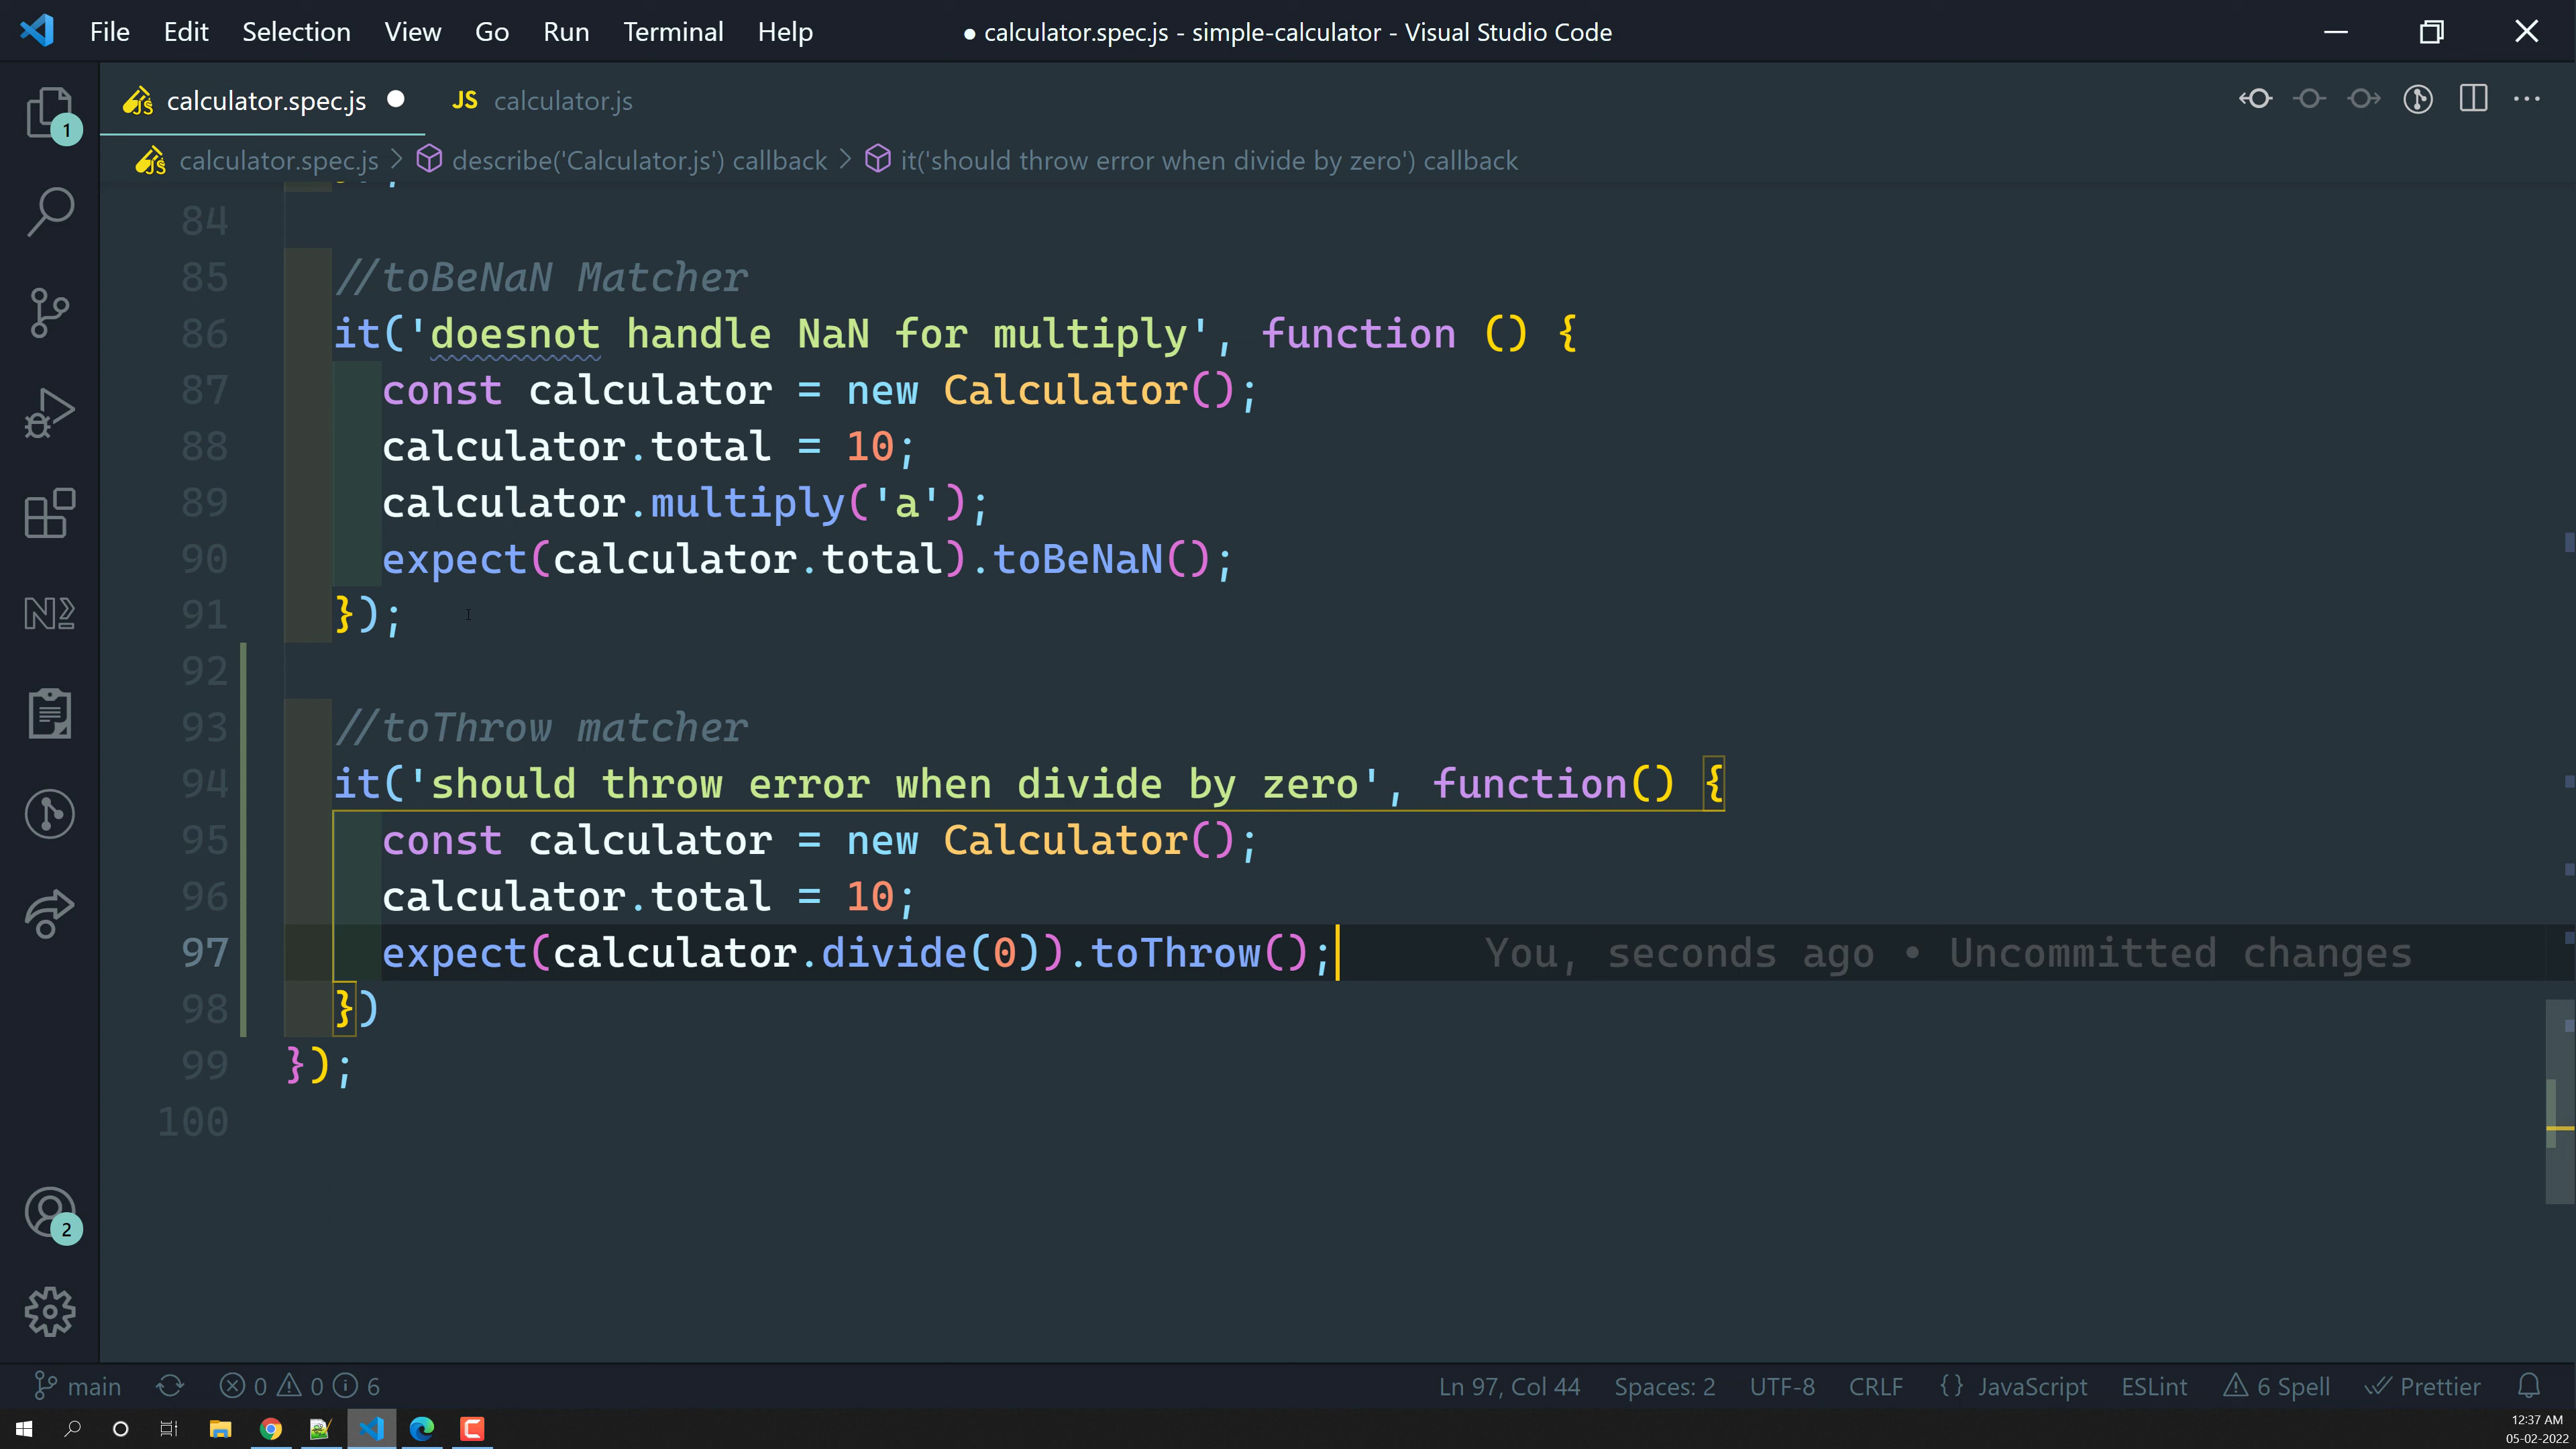 File Edit Selection View Go Run Terminal Help ● calculator.spec.js - simple-calculator - Visual Studio Code
calculator.spec.js ● JS calculator.js
calculator.spec.js > describe('Calculator.js') callback > it('should throw error when divide by zero') callback
1
84
85 //toBeNaN Matcher
86 it('doesnot handle NaN for multiply', function () {
87 const calculator = new Calculator();
88 calculator.total = 10;
89 calculator.multiply('a');
90 expect(calculator.total).toBeNaN();
91 });
92
93 //toThrow matcher
94 it('should throw error when divide by zero', function() {
95 const calculator = new Calculator();
96 calculator.total = 10;
97 expect(calculator.divide(0)).toThrow(); You, seconds ago • Uncommitted changes
98 })
99 });
100
2
main 0 0 6 Ln 97, Col 44 Spaces: 2 UTF-8 CRLF {} JavaScript ESLint 6 Spell Prettier
12:37 AM
05-02-2022